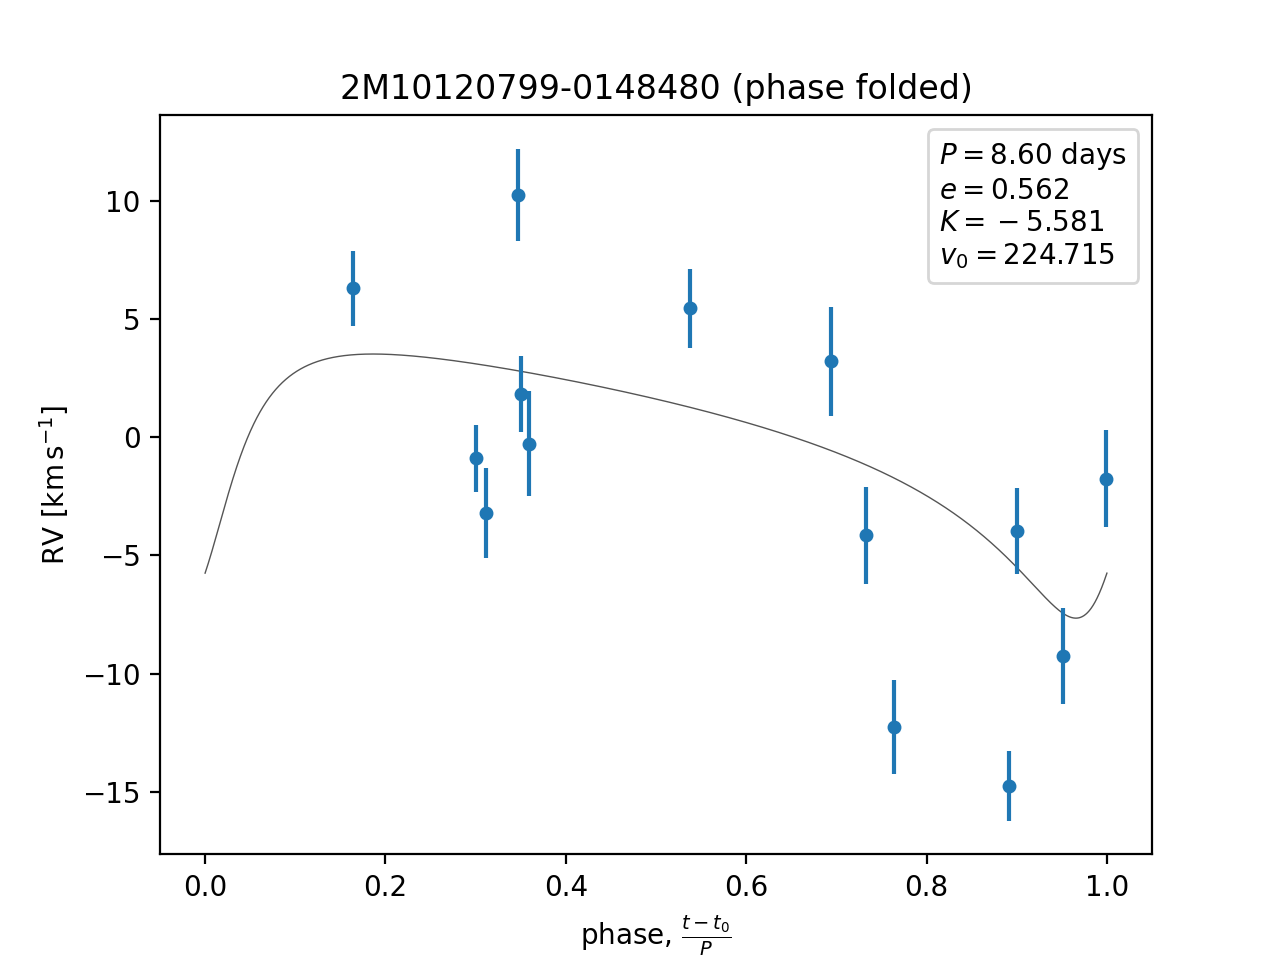 2M10120799-0148480 (phase folded)
P = 8.60 days
e = 0.562
K = −5.581
v₀ = 224.715
10
5
0
−5
−10
−15
RV [km s⁻¹]
0.0 0.2 0.4 0.6 0.8 1.0
phase, (t − t₀)/P